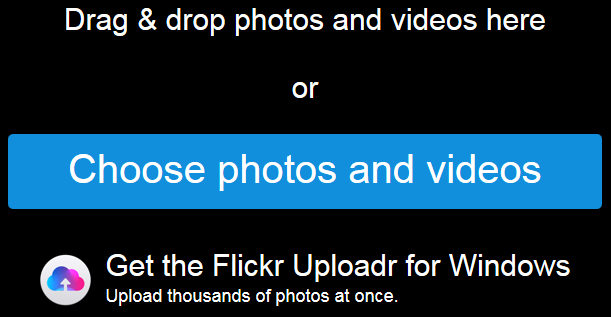 Drag & drop photos and videos here
or
Choose photos and videos
Get the Flickr Uploadr for Windows
Upload thousands of photos at once.